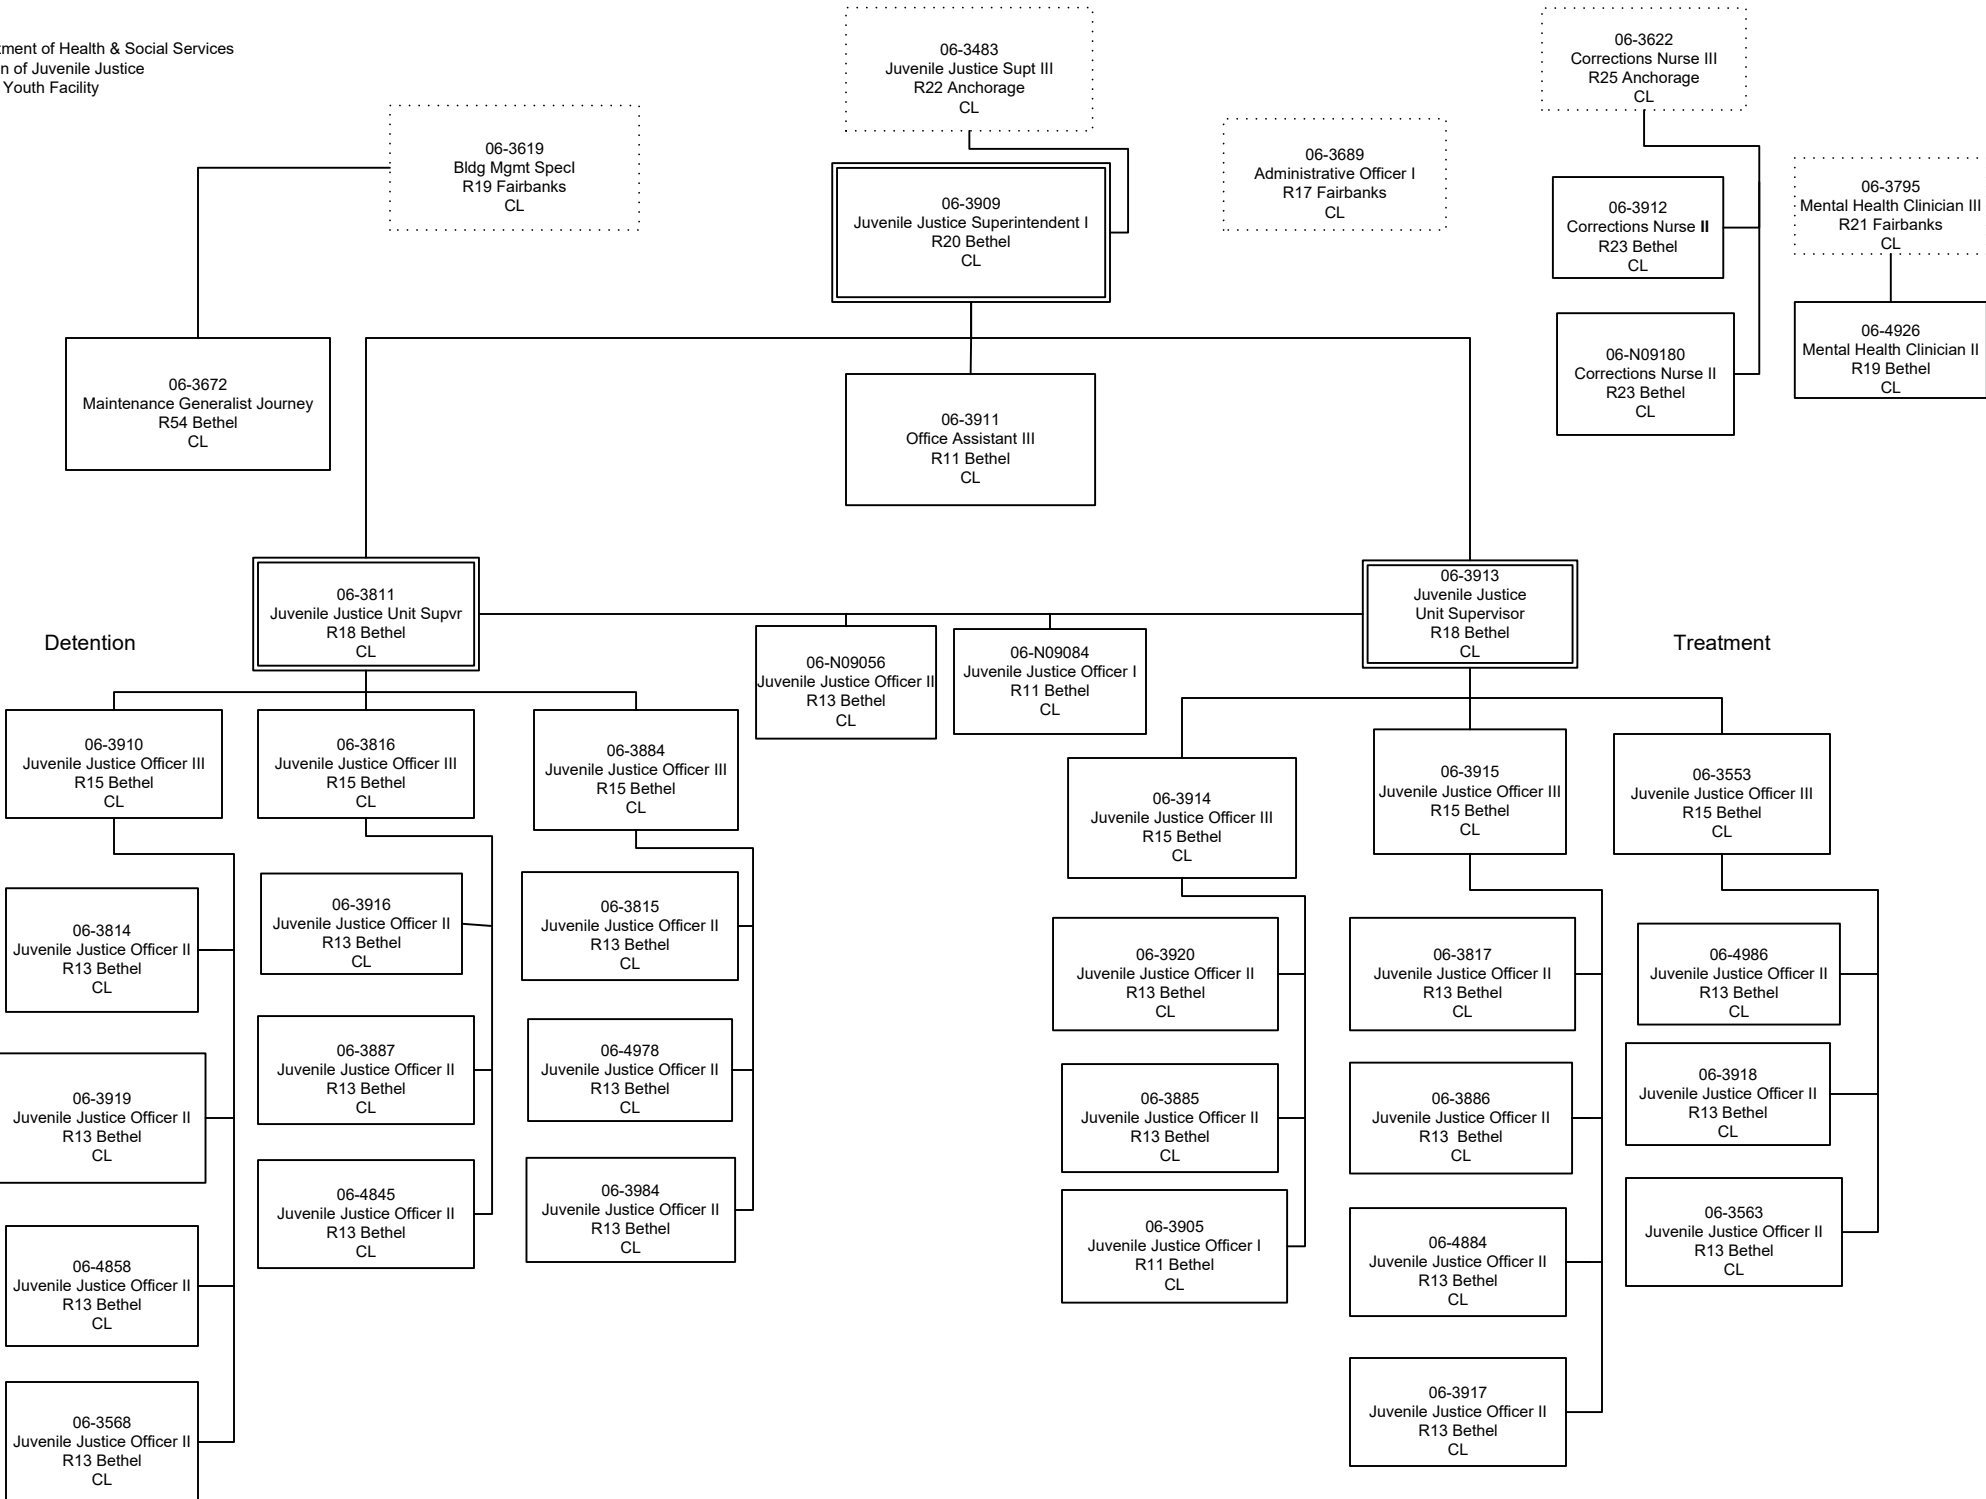 tment of Health & Social Services
n of Juvenile Justice
Youth Facility
06-3483
Juvenile Justice Supt III
R22 Anchorage
CL
06-3622
Corrections Nurse III
R25 Anchorage
CL
06-3619
Bldg Mgmt Specl
R19 Fairbanks
CL
06-3689
Administrative Officer I
R17 Fairbanks
CL
06-3909
Juvenile Justice Superintendent I
R20 Bethel
CL
06-3912
Corrections Nurse II
R23 Bethel
CL
06-3795
Mental Health Clinician III
R21 Fairbanks
CL
06-N09180
Corrections Nurse II
R23 Bethel
CL
06-4926
Mental Health Clinician II
R19 Bethel
CL
06-3672
Maintenance Generalist Journey
R54 Bethel
CL
06-3911
Office Assistant III
R11 Bethel
CL
Detention
06-3811
Juvenile Justice Unit Supvr
R18 Bethel
CL
06-N09056
Juvenile Justice Officer II
R13 Bethel
CL
06-N09084
Juvenile Justice Officer I
R11 Bethel
CL
06-3913
Juvenile Justice
Unit Supervisor
R18 Bethel
CL
Treatment
06-3910
Juvenile Justice Officer III
R15 Bethel
CL
06-3816
Juvenile Justice Officer III
R15 Bethel
CL
06-3884
Juvenile Justice Officer III
R15 Bethel
CL
06-3914
Juvenile Justice Officer III
R15 Bethel
CL
06-3915
Juvenile Justice Officer III
R15 Bethel
CL
06-3553
Juvenile Justice Officer III
R15 Bethel
CL
06-3814
Juvenile Justice Officer II
R13 Bethel
CL
06-3916
Juvenile Justice Officer II
R13 Bethel
CL
06-3815
Juvenile Justice Officer II
R13 Bethel
CL
06-3920
Juvenile Justice Officer II
R13 Bethel
CL
06-3817
Juvenile Justice Officer II
R13 Bethel
CL
06-4986
Juvenile Justice Officer II
R13 Bethel
CL
06-3919
Juvenile Justice Officer II
R13 Bethel
CL
06-3887
Juvenile Justice Officer II
R13 Bethel
CL
06-4978
Juvenile Justice Officer II
R13 Bethel
CL
06-3885
Juvenile Justice Officer II
R13 Bethel
CL
06-3886
Juvenile Justice Officer II
R13  Bethel
CL
06-3918
Juvenile Justice Officer II
R13 Bethel
CL
06-4858
Juvenile Justice Officer II
R13 Bethel
CL
06-4845
Juvenile Justice Officer II
R13 Bethel
CL
06-3984
Juvenile Justice Officer II
R13 Bethel
CL
06-3905
Juvenile Justice Officer I
R11 Bethel
CL
06-4884
Juvenile Justice Officer II
R13 Bethel
CL
06-3563
Juvenile Justice Officer II
R13 Bethel
CL
06-3568
Juvenile Justice Officer II
R13 Bethel
CL
06-3917
Juvenile Justice Officer II
R13 Bethel
CL